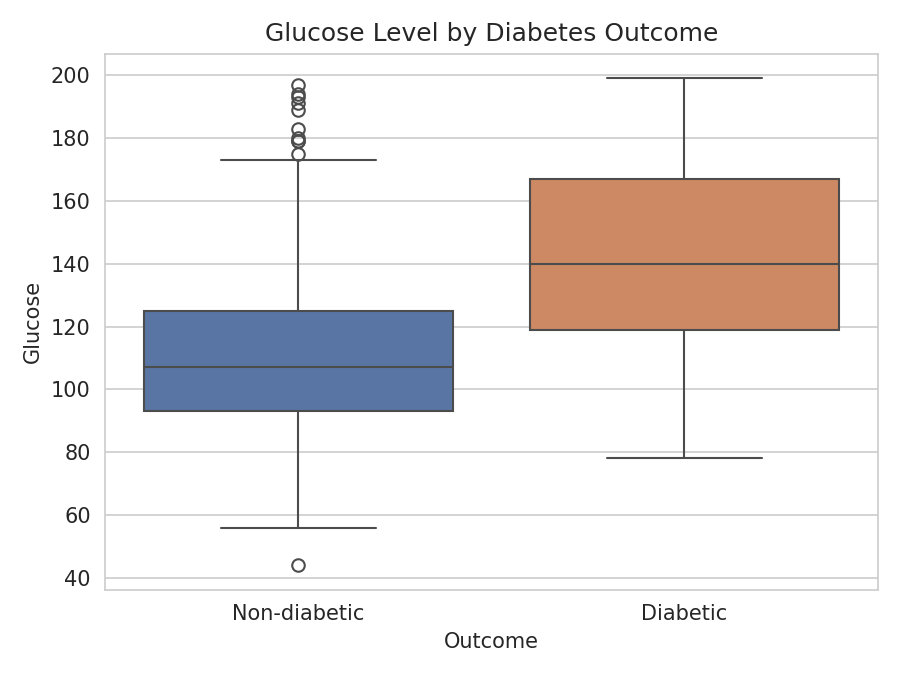 Glucose Level by Diabetes Outcome
200
180
160
140
120
100
80
60
40
Glucose
Non-diabetic Diabetic
Outcome